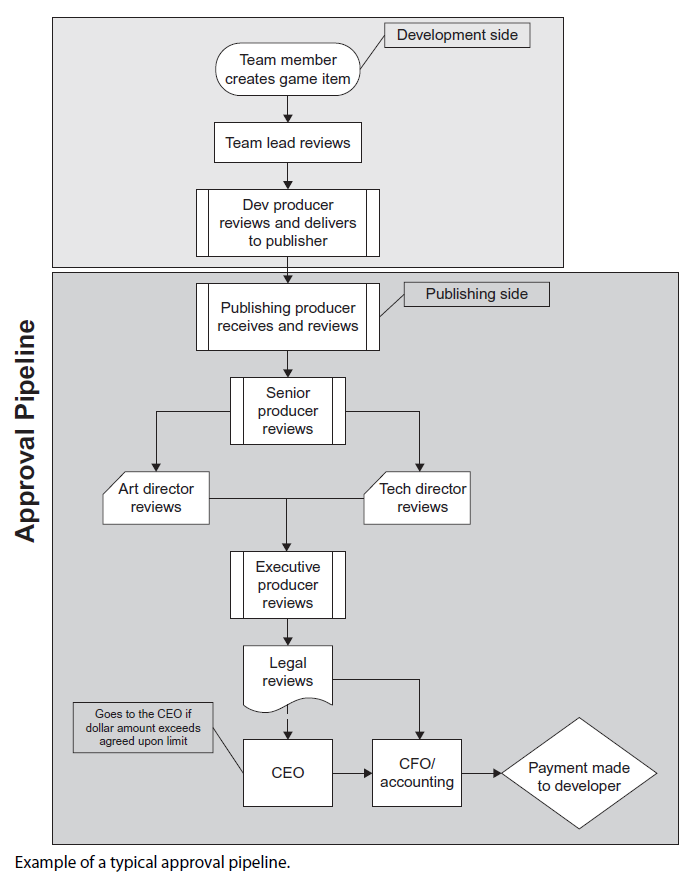 Development side
Team member
creates game item
Team lead reviews
Dev producer
reviews and delivers
to publisher
Publishing side
Publishing producer
receives and reviews
Approval Pipeline
Senior
producer
reviews
Art director
reviews
Tech director
reviews
Executive
producer
reviews
Legal
reviews
Goes to the CEO if
dollar amount exceeds
agreed upon limit
CEO
CFO/
accounting
Payment made
to developer
Example of a typical approval pipeline.